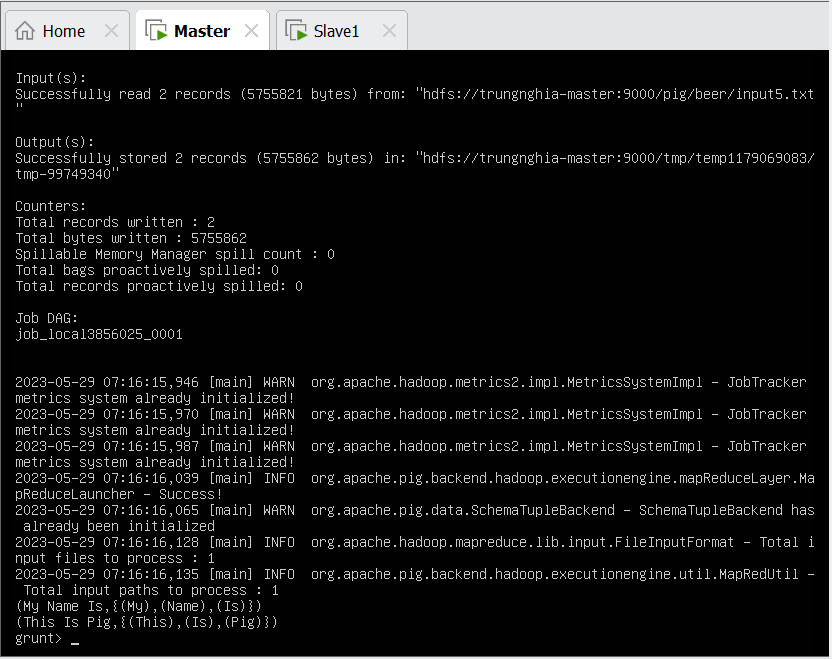 Home
Master
Slave1
Input(s):
Successfully read 2 records (5755821 bytes) from: "hdfs://trungnghia-master:9000/pig/beer/input5.txt
"
Output(s):
Successfully stored 2 records (5755862 bytes) in: "hdfs://trungnghia-master:9000/tmp/temp1179069083/
tmp-99749340"
Counters:
Total records written : 2
Total bytes written : 5755862
Spillable Memory Manager spill count : 0
Total bags proactively spilled: 0
Total records proactively spilled: 0
Job DAG:
job_local3856025_0001
2023-05-29 07:16:15,946 [main] WARN  org.apache.hadoop.metrics2.impl.MetricsSystemImpl - JobTracker
metrics system already initialized!
2023-05-29 07:16:15,970 [main] WARN  org.apache.hadoop.metrics2.impl.MetricsSystemImpl - JobTracker
metrics system already initialized!
2023-05-29 07:16:15,987 [main] WARN  org.apache.hadoop.metrics2.impl.MetricsSystemImpl - JobTracker
metrics system already initialized!
2023-05-29 07:16:16,039 [main] INFO  org.apache.pig.backend.hadoop.executionengine.mapReduceLayer.Ma
pReduceLauncher - Success!
2023-05-29 07:16:16,065 [main] WARN  org.apache.pig.data.SchemaTupleBackend - SchemaTupleBackend has
 already been initialized
2023-05-29 07:16:16,128 [main] INFO  org.apache.hadoop.mapreduce.lib.input.FileInputFormat - Total i
nput files to process : 1
2023-05-29 07:16:16,135 [main] INFO  org.apache.pig.backend.hadoop.executionengine.util.MapRedUtil -
 Total input paths to process : 1
(My Name Is,{(My),(Name),(Is)})
(This Is Pig,{(This),(Is),(Pig)})
grunt> _